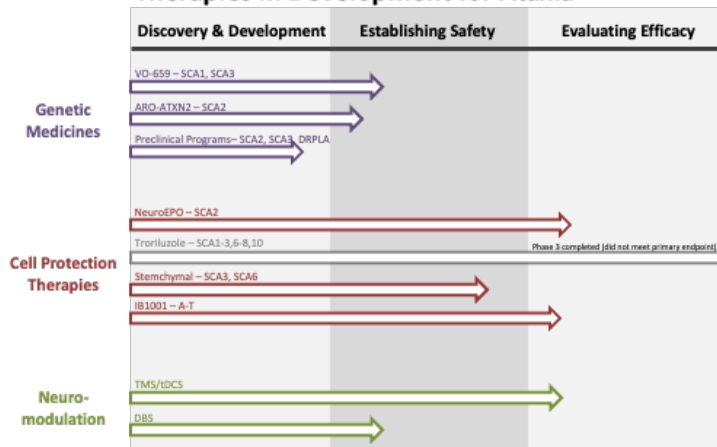 Discovery & Development
Establishing Safety
Evaluating Efficacy
Genetic
Medicines
VO-659 – SCA1, SCA3
ARO-ATXN2 – SCA2
Preclinical Programs– SCA2, SCA3, DRPLA
Cell Protection
Therapies
NeuroEPO – SCA2
Troriluzole – SCA1-3,6-8,10
Phase 3 completed (did not meet primary endpoint)
Stemchymal – SCA3, SCA6
IB1001 – A-T
Neuro-
modulation
TMS/tDCS
DBS